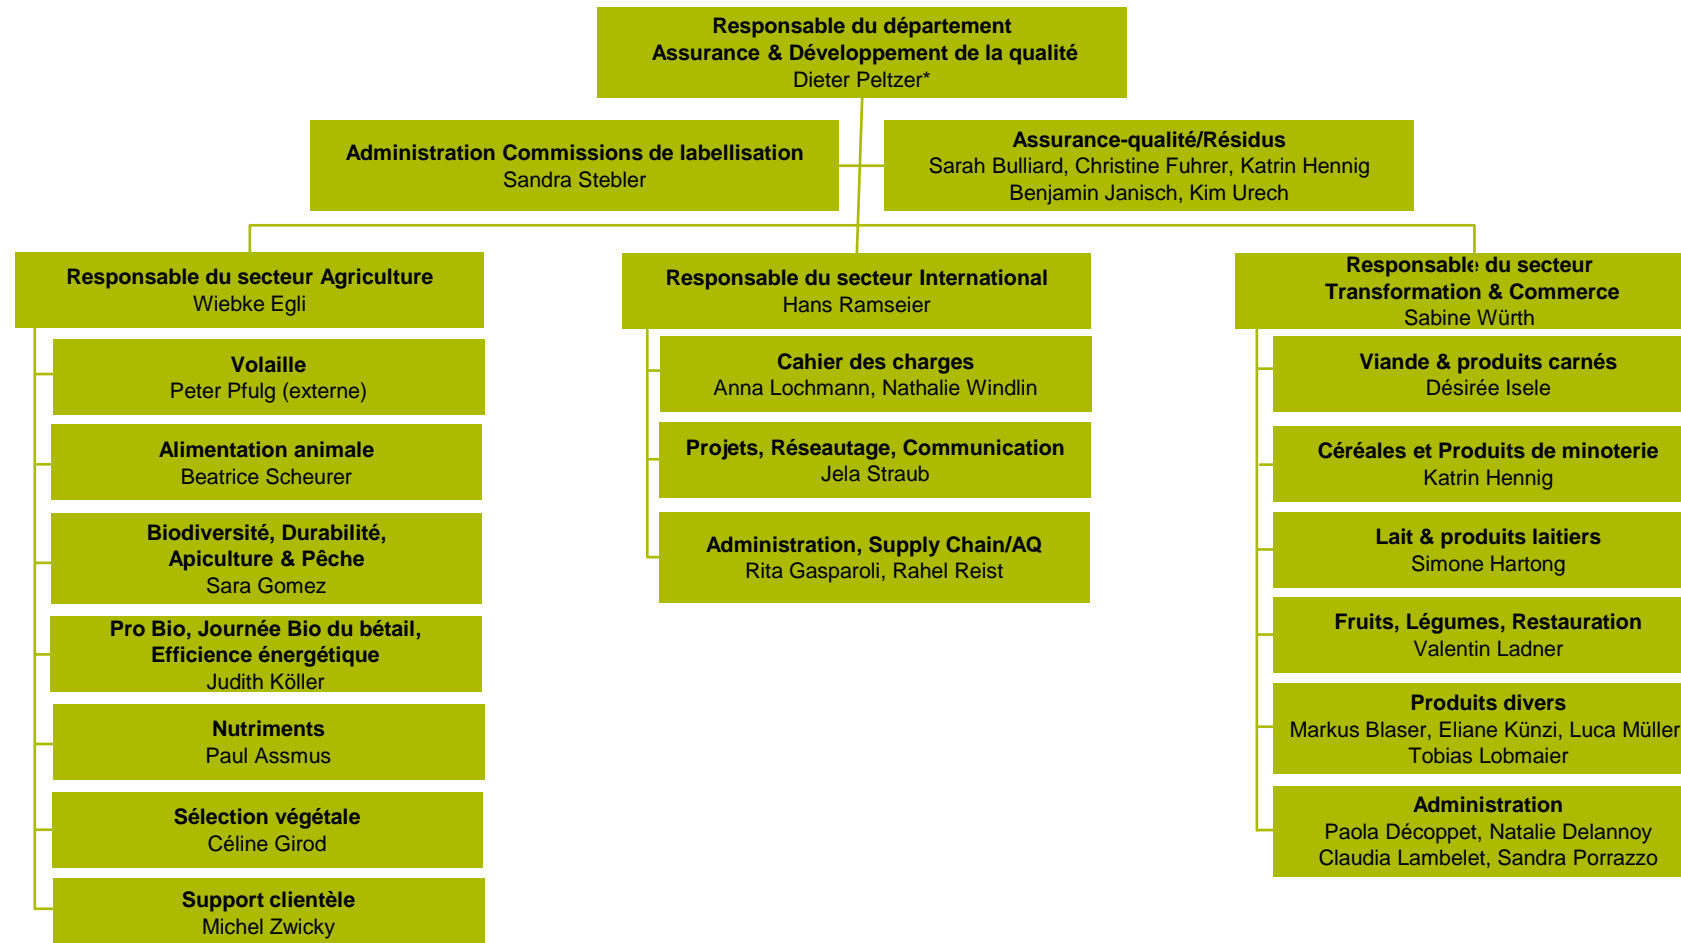 Responsable du département
Assurance & Développement de la qualité
Dieter Peltzer*
Administration Commissions de labellisation
Sandra Stebler
Assurance-qualité/Résidus
Sarah Bulliard, Christine Fuhrer, Katrin Hennig
Benjamin Janisch, Kim Urech
Responsable du secteur Agriculture
Wiebke Egli
Volaille
Peter Pfulg (externe)
Alimentation animale
Beatrice Scheurer
Biodiversité, Durabilité,
Apiculture & Pêche
Sara Gomez
Pro Bio, Journée Bio du bétail,
Efficience énergétique
Judith Köller
Nutriments
Paul Assmus
Sélection végétale
Céline Girod
Support clientèle
Michel Zwicky
Responsable du secteur International
Hans Ramseier
Cahier des charges
Anna Lochmann, Nathalie Windlin
Projets, Réseautage, Communication
Jela Straub
Administration, Supply Chain/AQ
Rita Gasparoli, Rahel Reist
Responsable du secteur
Transformation & Commerce
Sabine Würth
Viande & produits carnés
Désirée Isele
Céréales et Produits de minoterie
Katrin Hennig
Lait & produits laitiers
Simone Hartong
Fruits, Légumes, Restauration
Valentin Ladner
Produits divers
Markus Blaser, Eliane Künzi, Luca Müller
Tobias Lobmaier
Administration
Paola Décoppet, Natalie Delannoy
Claudia Lambelet, Sandra Porrazzo